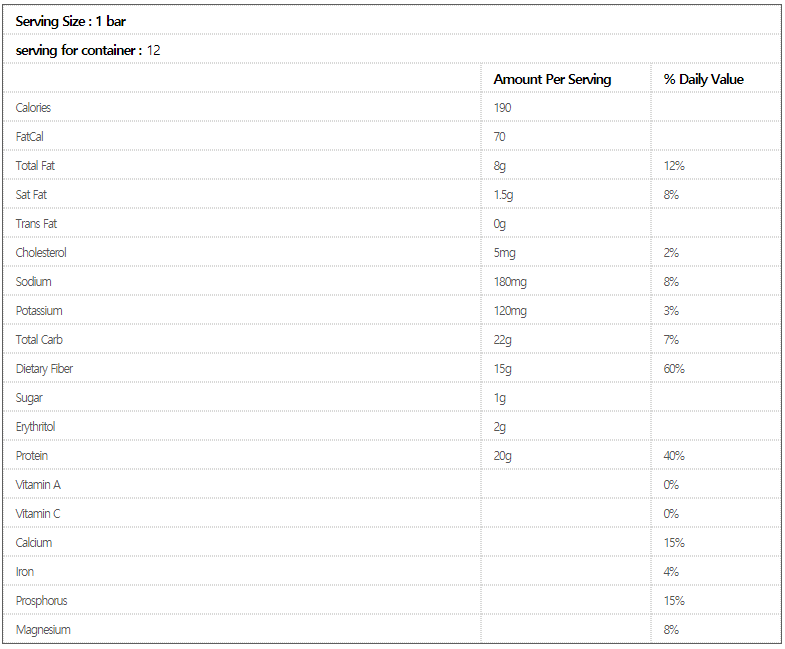 Serving Size : 1 bar
serving for container : 12
Amount Per Serving % Daily Value
Calories 190
FatCal 70
Total Fat 8g 12%
Sat Fat 1.5g 8%
Trans Fat 0g
Cholesterol 5mg 2%
Sodium 180mg 8%
Potassium 120mg 3%
Total Carb 22g 7%
Dietary Fiber 15g 60%
Sugar 1g
Erythritol 2g
Protein 20g 40%
Vitamin A 0%
Vitamin C 0%
Calcium 15%
Iron 4%
Prosphorus 15%
Magnesium 8%